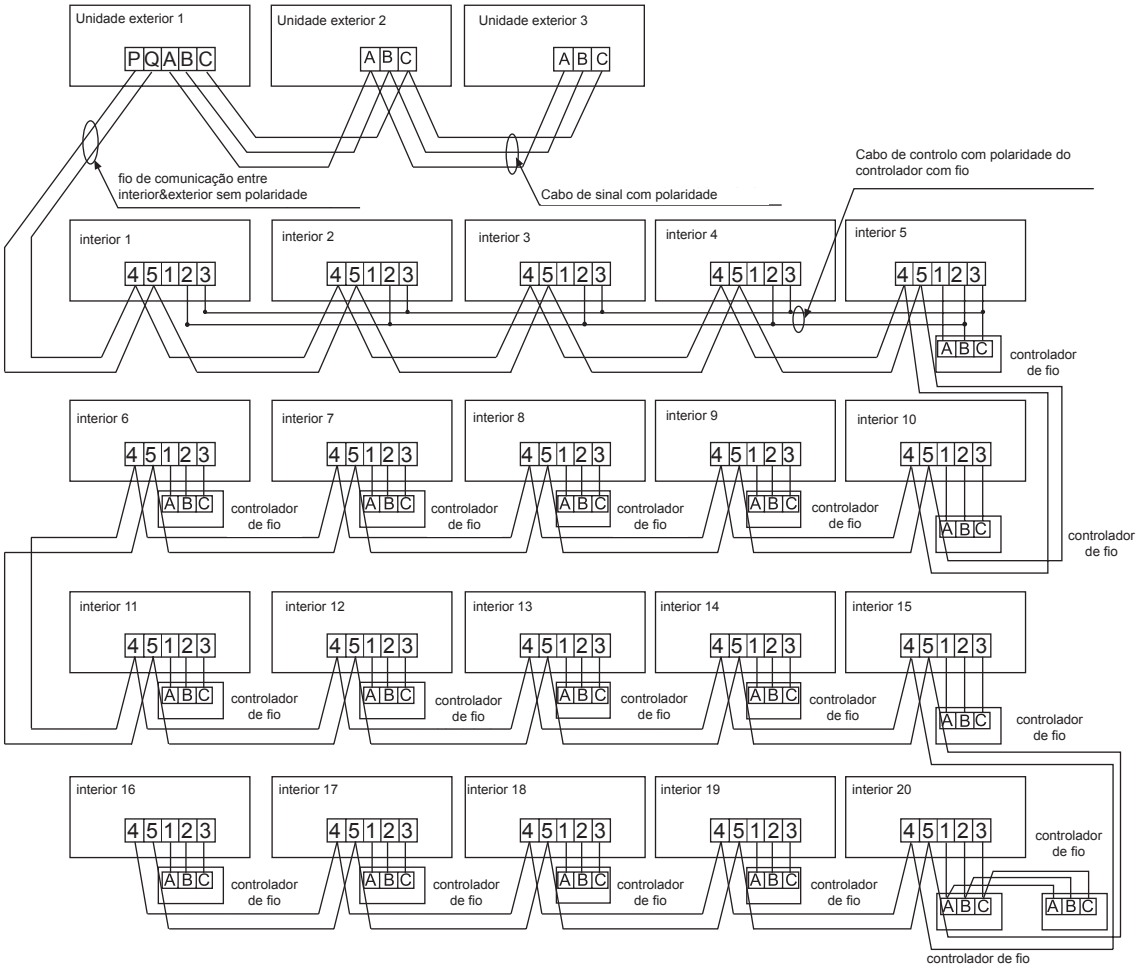 Unidade exterior 1
Unidade exterior 2
Unidade exterior 3
P Q A B C
A B C
A B C
fio de comunicação entre
interior&exterior sem polaridade
Cabo de sinal com polaridade
Cabo de controlo com polaridade do
controlador com fio
interior 1
interior 2
interior 3
interior 4
interior 5
4 5 1 2 3
4 5 1 2 3
4 5 1 2 3
4 5 1 2 3
4 5 1 2 3
A B C
controlador
de fio
interior 6
interior 7
interior 8
interior 9
interior 10
4 5 1 2 3
4 5 1 2 3
4 5 1 2 3
4 5 1 2 3
4 5 1 2 3
A B C
controlador
de fio
A B C
controlador
de fio
A B C
controlador
de fio
A B C
controlador
de fio
A B C
controlador
de fio
interior 11
interior 12
interior 13
interior 14
interior 15
4 5 1 2 3
4 5 1 2 3
4 5 1 2 3
4 5 1 2 3
4 5 1 2 3
A B C
controlador
de fio
A B C
controlador
de fio
A B C
controlador
de fio
A B C
controlador
de fio
A B C
controlador
de fio
interior 16
interior 17
interior 18
interior 19
interior 20
4 5 1 2 3
4 5 1 2 3
4 5 1 2 3
4 5 1 2 3
4 5 1 2 3
controlador
de fio
A B C
controlador
de fio
A B C
controlador
de fio
A B C
controlador
de fio
A B C
controlador
de fio
A B C
A B C
controlador de fio